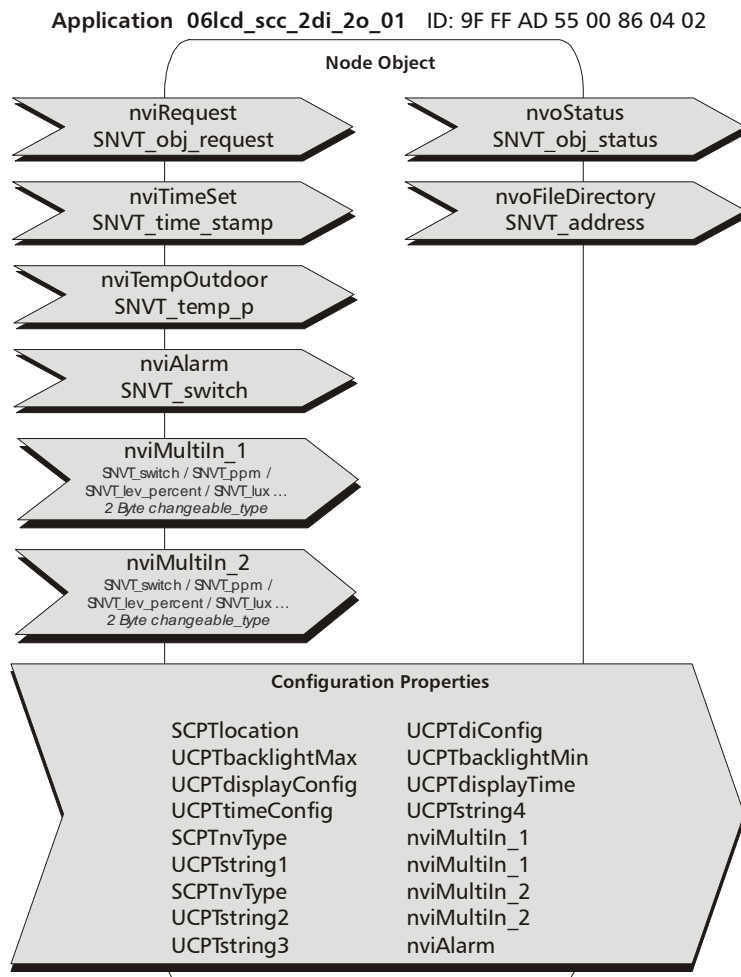 Application 06lcd_scc_2di_2o_01 ID: 9F FF AD 55 00 86 04 02
Node Object
nviRequest
SNVT_obj_request
nvoStatus
SNVT_obj_status
nviTimeSet
SNVT_time_stamp
nvoFileDirectory
SNVT_address
nviTempOutdoor
SNVT_temp_p
nviAlarm
SNVT_switch
nviMultiIn_1
SNVT_switch / SNVT_ppm /
SNVT_lev_percent / SNVT_lux ...
2 Byte changeable_type
nviMultiIn_2
SNVT_switch / SNVT_ppm /
SNVT_lev_percent / SNVT_lux ...
2 Byte changeable_type
Configuration Properties
SCPTlocation UCPTdiConfig
UCPTbacklightMax UCPTbacklightMin
UCPTdisplayConfig UCPTdisplayTime
UCPTtimeConfig UCPTstring4
SCPTnvType nviMultiIn_1
UCPTstring1 nviMultiIn_1
SCPTnvType nviMultiIn_2
UCPTstring2 nviMultiIn_2
UCPTstring3 nviAlarm